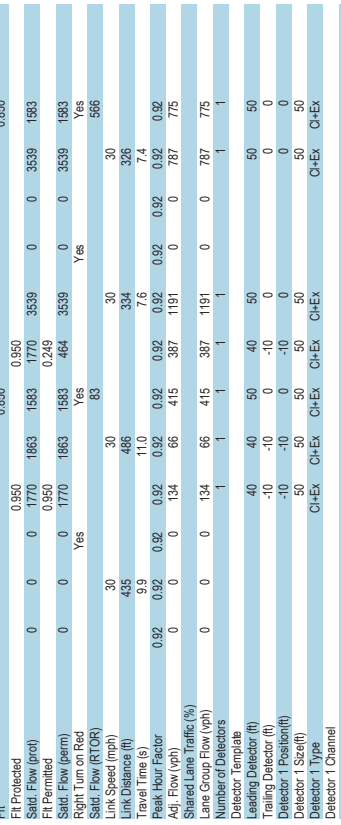 Frt 0.850 0.850
Flt Protected 0.950 0.950
Satd. Flow (prot) 0 0 0 1770 1863 1583 1770 3539 0 0 3539 1583
Flt Permitted 0.950 0.249
Satd. Flow (perm) 0 0 0 1770 1863 1583 464 3539 0 0 3539 1583
Right Turn on Red Yes Yes Yes Yes
Satd. Flow (RTOR) 83 566
Link Speed (mph) 30 30 30 30
Link Distance (ft) 435 486 334 326
Travel Time (s) 9.9 11.0 7.6 7.4
Peak Hour Factor 0.92 0.92 0.92 0.92 0.92 0.92 0.92 0.92 0.92 0.92 0.92 0.92
Adj. Flow (vph) 0 0 0 134 66 415 387 1191 0 0 787 775
Shared Lane Traffic (%)
Lane Group Flow (vph) 0 0 0 134 66 415 387 1191 0 0 787 775
Number of Detectors 1 1 1 1 1 1 1
Detector Template
Leading Detector (ft) 40 40 50 40 50 50 50
Trailing Detector (ft) -10 -10 0 -10 0 0 0
Detector 1 Position(ft) -10 -10 0 -10 0 0 0
Detector 1 Size(ft) 50 50 50 50 50 50 50
Detector 1 Type Cl+Ex Cl+Ex Cl+Ex Cl+Ex Cl+Ex Cl+Ex Cl+Ex
Detector 1 Channel